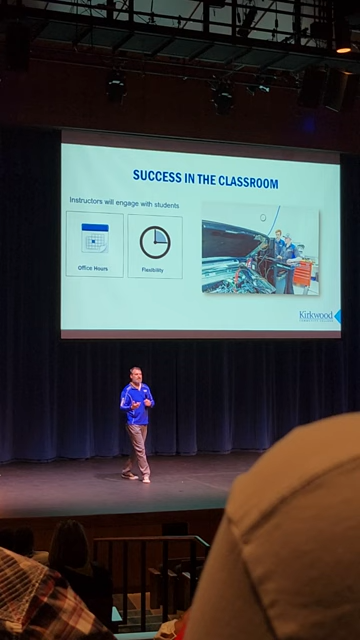 SUCCESS IN THE CLASSROOM
Instructors will engage with students
Office Hours
Flexibility
Kirkwood